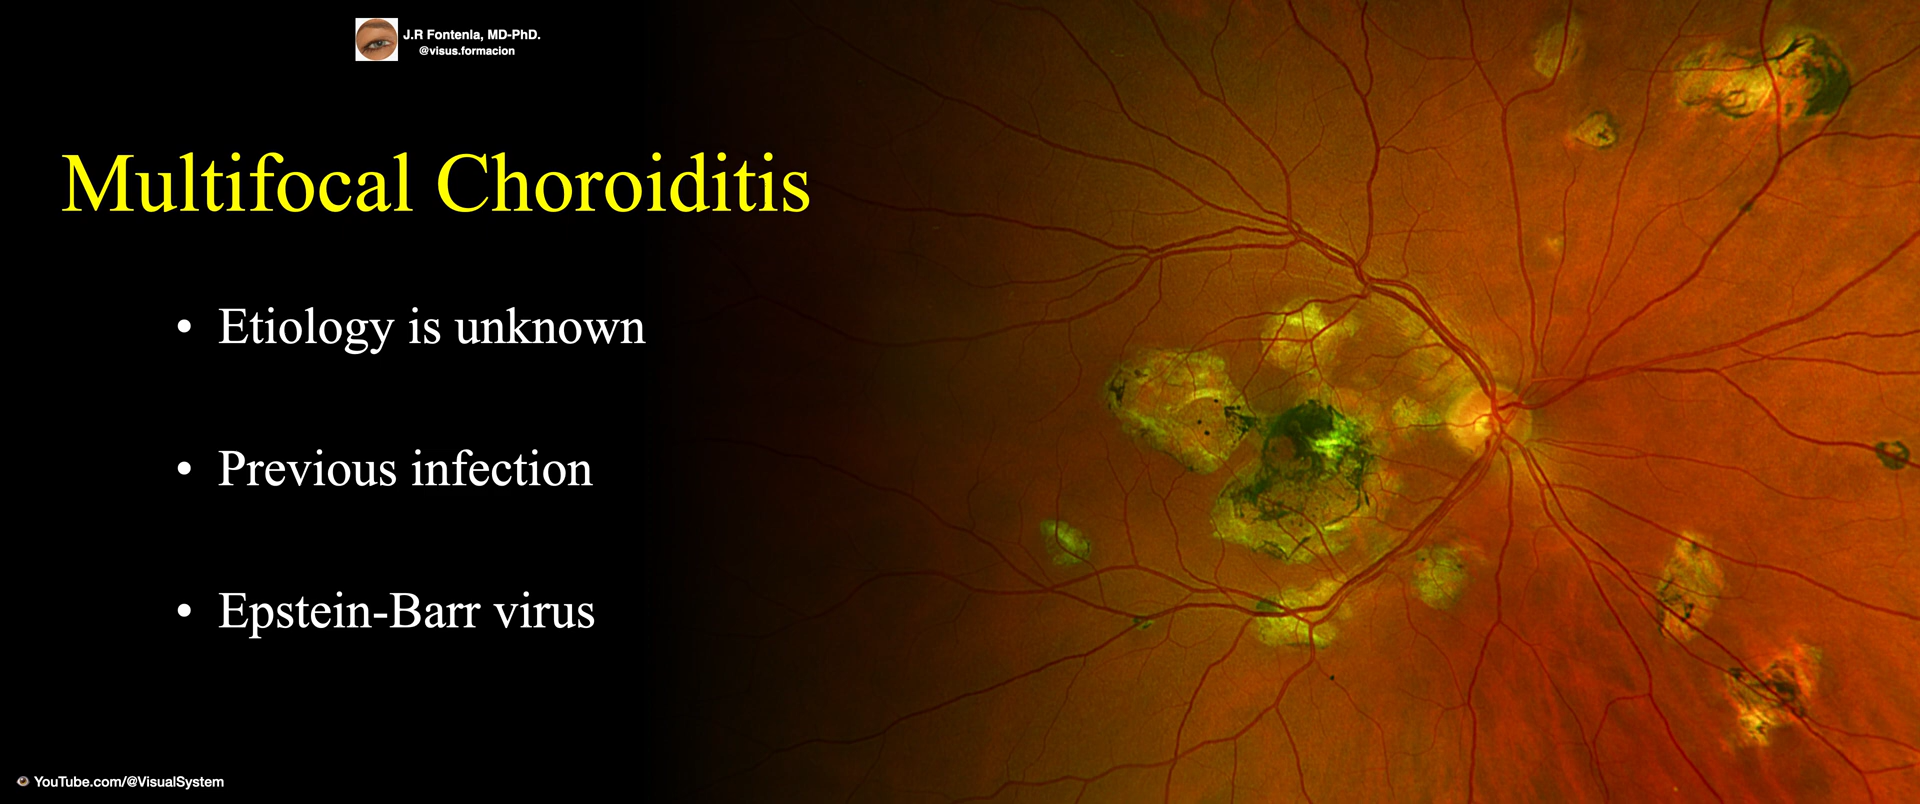 J.R Fontenla, MD-PhD.
@visus.formacion
Multifocal Choroiditis
• Etiology is unknown
• Previous infection
• Epstein-Barr virus
YouTube.com/@VisualSystem